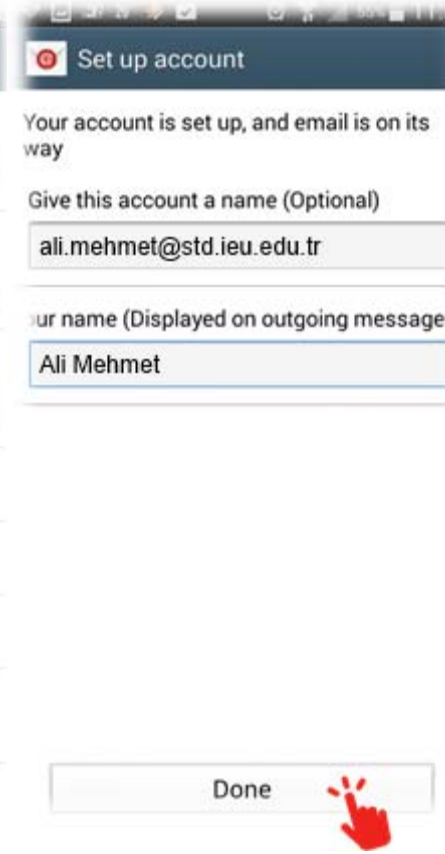 Set up account
Your account is set up, and email is on its
way
Give this account a name (Optional)
ali.mehmet@std.ieu.edu.tr
ur name (Displayed on outgoing message
Ali Mehmet
Done